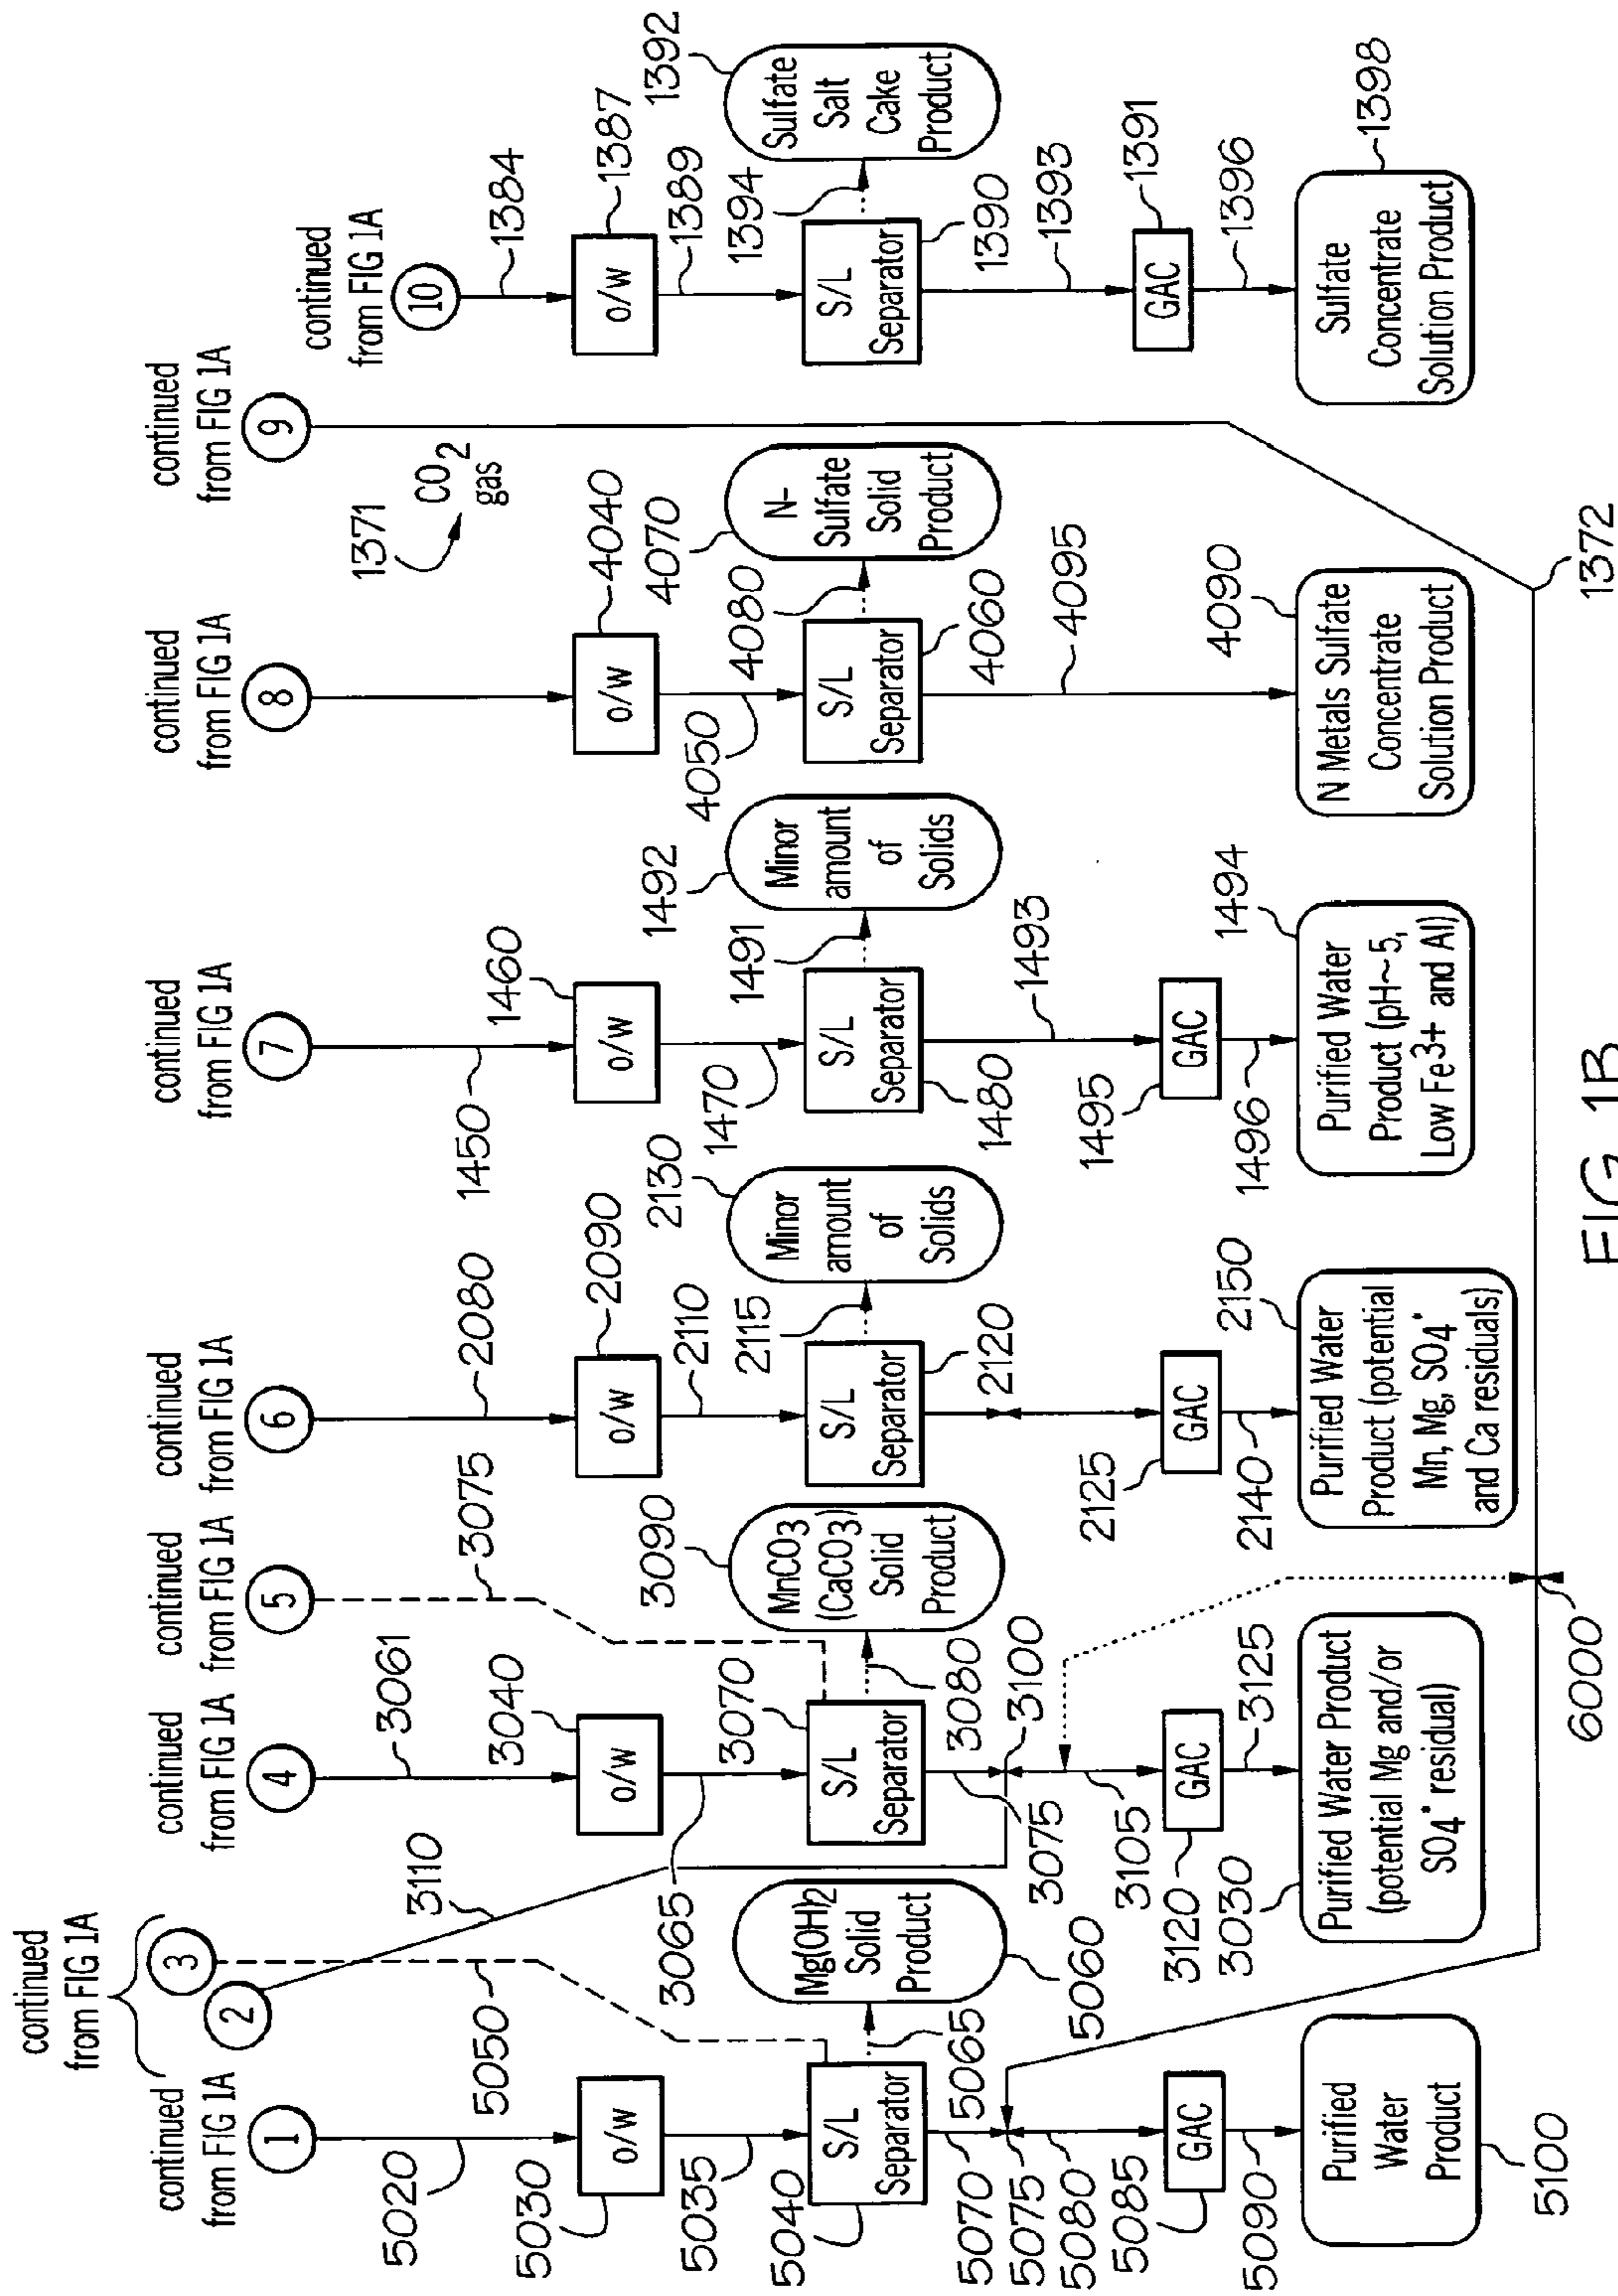 continued
from FIG 1A
continued
from FIG 1A
1
2
3
5020
5030
o/w
5035
5040
S/L
Separator
5050
3110
5065
Mg(OH)2
Solid
Product
5060
5070
5075
5080
5085
GAC
5090
Purified
Water
Product
5100
continued
from FIG 1A
4
3061
3040
o/w
3065
3070
S/L
Separator
3080
MnCO3
(CaCO3)
Solid
Product
3090
3075
3100
3105
3120
GAC
3125
3030
Purified Water Product
(potential Mg and/or
SO4* residual)
continued
from FIG 1A
5
3075
6000
continued
from FIG 1A
6
2080
2090
o/w
2110
2115
S/L
Separator
2120
Minor
amount
of
Solids
2130
2125
GAC
2140
2150
Purified Water
Product (potential
Mn, Mg, SO4*
and Ca residuals)
continued
from FIG 1A
7
1450
1460
o/w
1470
S/L
Separator
1480
1491
Minor
amount
of
Solids
1492
1493
1495
GAC
1496
1494
Purified Water
Product (pH~5,
Low Fe3+ and Al)
continued
from FIG 1A
8
4040
o/w
4050
S/L
Separator
4060
4080
N-
Sulfate
Solid
Product
4070
4095
4090
N Metals Sulfate
Concentrate
Solution Product
1371
CO2
gas
continued
from FIG 1A
9
1372
continued
from FIG 1A
10
1384
1387
o/w
1389
S/L
Separator
1390
1394
Sulfate
Salt
Cake
Product
1392
1393
1391
GAC
1396
1398
Sulfate
Concentrate
Solution Product
FIG. 1B